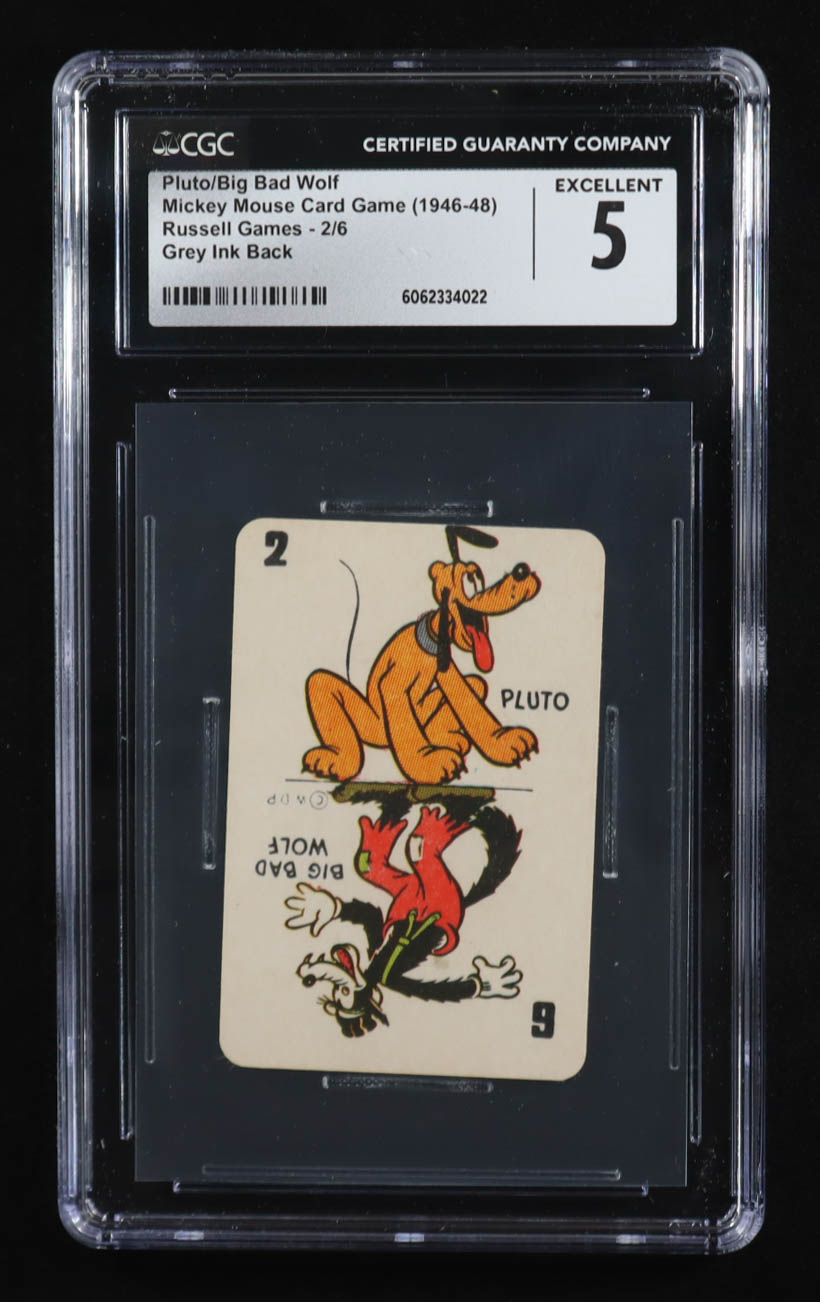 CGC CERTIFIED GUARANTY COMPANY
Pluto/Big Bad Wolf
Mickey Mouse Card Game (1946-48)
Russell Games - 2/6
Grey Ink Back
6062334022
EXCELLENT
5
2
PLUTO
© W D P
BIG BAD
WOLF
6